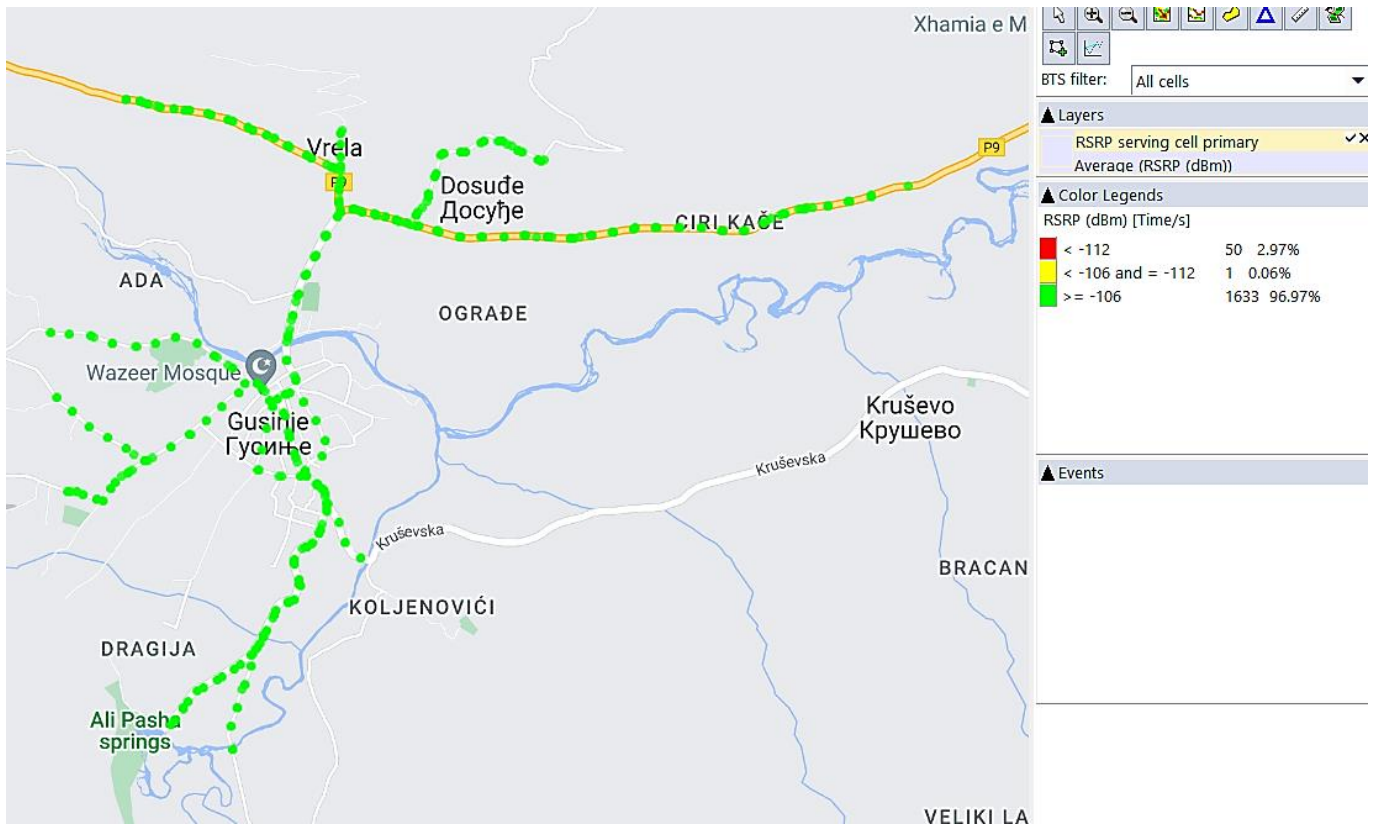 Xhamia e M
Vrela
P9
P9
Dosuđe
Досуђе
CIRI KAČE
ADA
OGRAĐE
Wazeer Mosque
Gusinje
Гусиње
Kruševo
Крушево
Kruševska
Kruševska
BRACAN
KOLJENOVIĆI
DRAGIJA
Ali Pasha
springs
VELIKI LA
BTS filter: All cells
Layers
RSRP serving cell primary
Average (RSRP (dBm))
Color Legends
RSRP (dBm) [Time/s]
< -112 50 2.97%
< -106 and = -112 1 0.06%
>= -106 1633 96.97%
Events